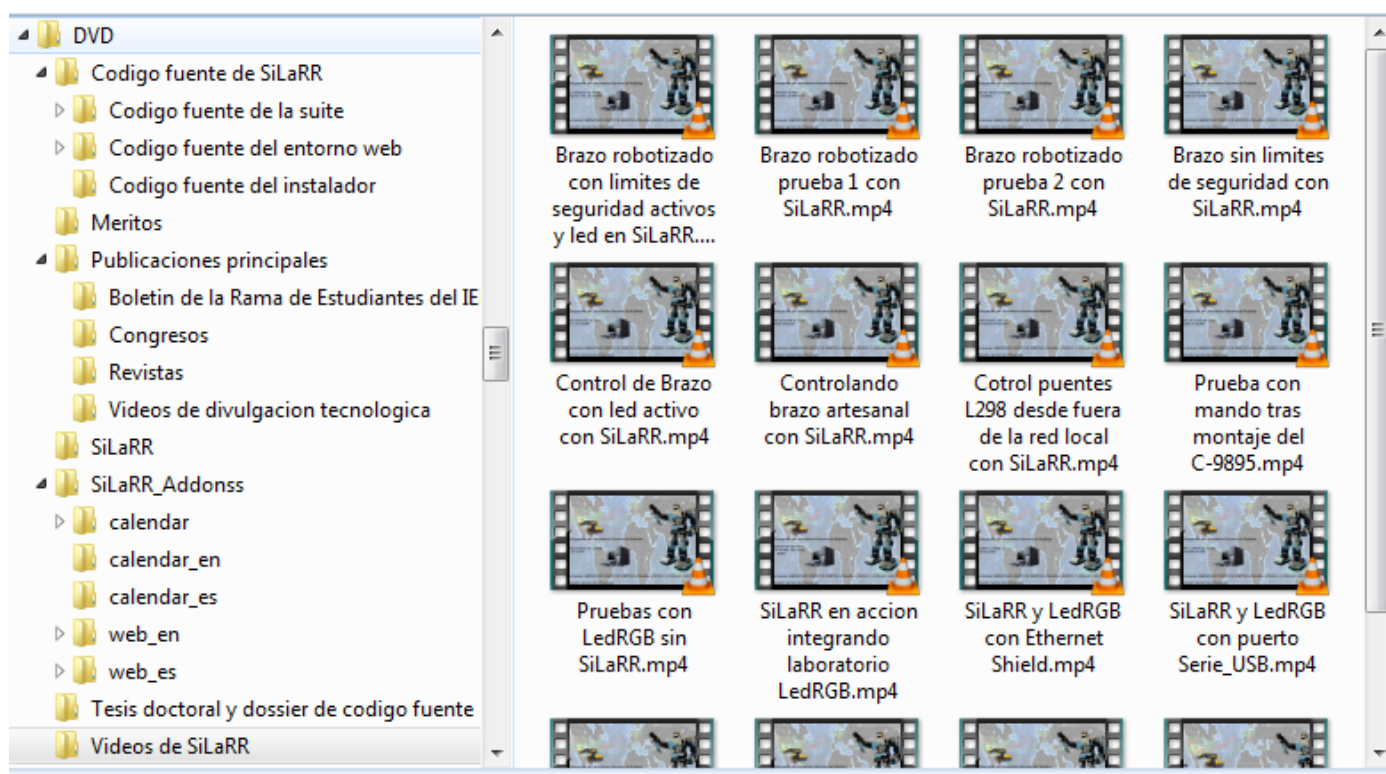 DVD
Codigo fuente de SiLaRR
Codigo fuente de la suite
Codigo fuente del entorno web
Codigo fuente del instalador
Meritos
Publicaciones principales
Boletin de la Rama de Estudiantes del IE
Congresos
Revistas
Videos de divulgacion tecnologica
SiLaRR
SiLaRR_Addonss
calendar
calendar_en
calendar_es
web_en
web_es
Tesis doctoral y dossier de codigo fuente
Videos de SiLaRR
Brazo robotizado
con limites de
seguridad activos
y led en SiLaRR....
Brazo robotizado
prueba 1 con
SiLaRR.mp4
Brazo robotizado
prueba 2 con
SiLaRR.mp4
Brazo sin limites
de seguridad con
SiLaRR.mp4
Control de Brazo
con led activo
con SiLaRR.mp4
Controlando
brazo artesanal
con SiLaRR.mp4
Cotrol puentes
L298 desde fuera
de la red local
con SiLaRR.mp4
Prueba con
mando tras
montaje del
C-9895.mp4
Pruebas con
LedRGB sin
SiLaRR.mp4
SiLaRR en accion
integrando
laboratorio
LedRGB.mp4
SiLaRR y LedRGB
con Ethernet
Shield.mp4
SiLaRR y LedRGB
con puerto
Serie_USB.mp4